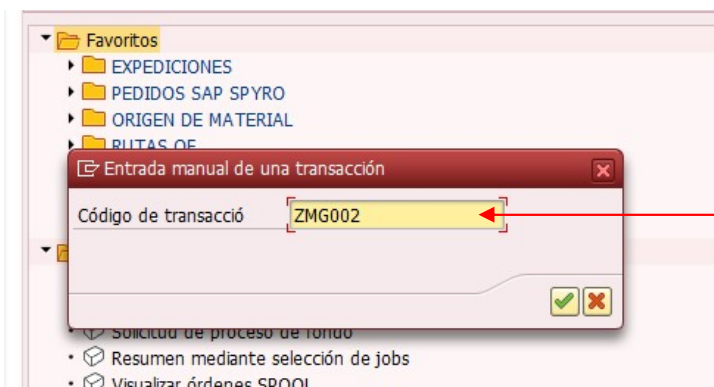 Favoritos
EXPEDICIONES
PEDIDOS SAP SPYRO
ORIGEN DE MATERIAL
RUTAS OF
Entrada manual de una transacción
Código de transacció
ZMG002
Solicitud de proceso de fondo
Resumen mediante selección de jobs
Visualizar órdenes SPOOL